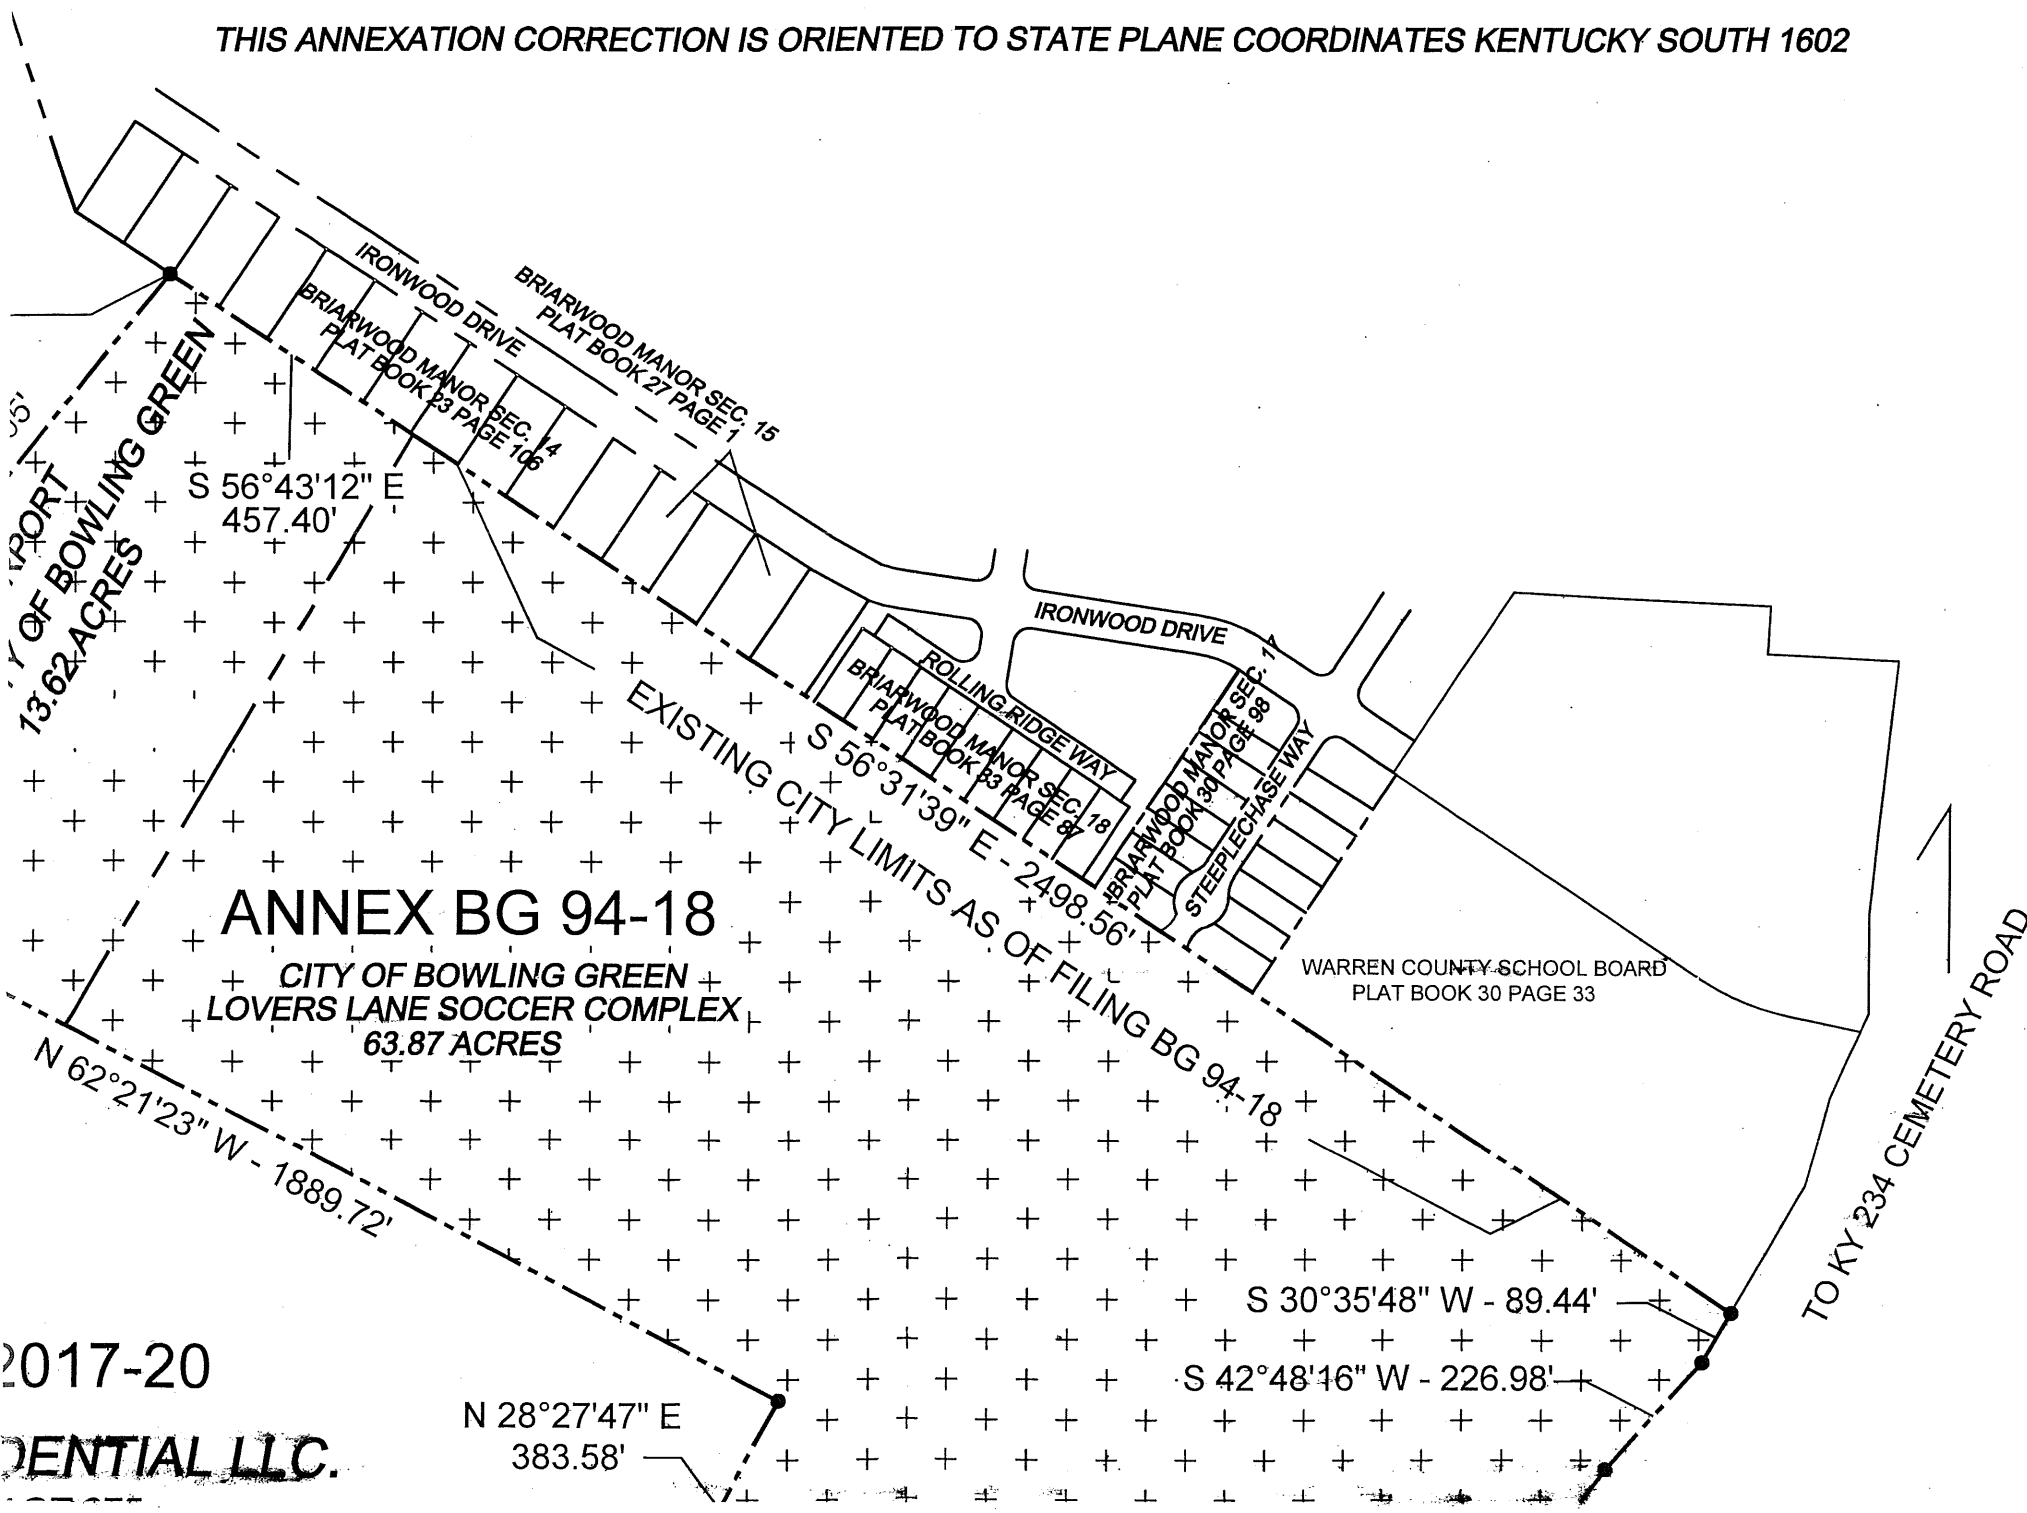 THIS ANNEXATION CORRECTION IS ORIENTED TO STATE PLANE COORDINATES KENTUCKY SOUTH 1602
IRONWOOD DRIVE
BRIARWOOD MANOR SEC. 15
PLAT BOOK 27 PAGE 1
BRIARWOOD MANOR SEC. 14
PLAT BOOK 23 PAGE 106
OF BOWLING GREEN
13.62 ACRES
S 56°43'12" E
457.40'
IRONWOOD DRIVE
ROLLING RIDGE WAY
BRIARWOOD MANOR SEC. 18
PLAT BOOK 33 PAGE 87
BRIARWOOD MANOR SEC. 17
PLAT BOOK 30 PAGE 98
STEEPLECHASE WAY
S 56°31'39" E - 2498.56'
EXISTING CITY LIMITS AS OF FILING BG 94-18
ANNEX BG 94-18
CITY OF BOWLING GREEN
LOVERS LANE SOCCER COMPLEX
63.87 ACRES
WARREN COUNTY SCHOOL BOARD
PLAT BOOK 30 PAGE 33
TO KY 234 CEMETERY ROAD
N 62°21'23" W - 1889.72'
S 30°35'48" W - 89.44'
S 42°48'16" W - 226.98'
2017-20
N 28°27'47" E
383.58'
DENTIAL LLC.